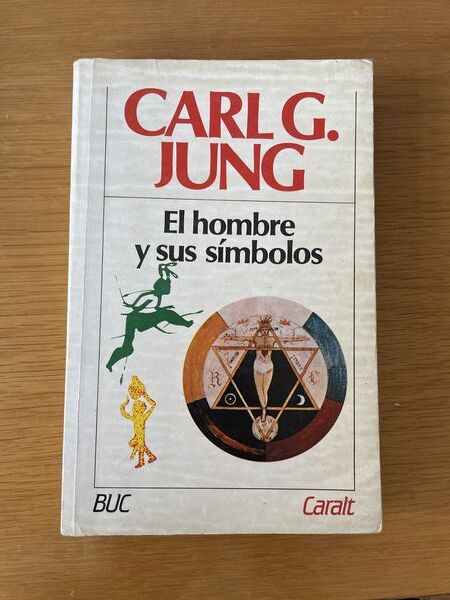 CARL G.
JUNG
El hombre
y sus símbolos
R C
BUC
Caralt